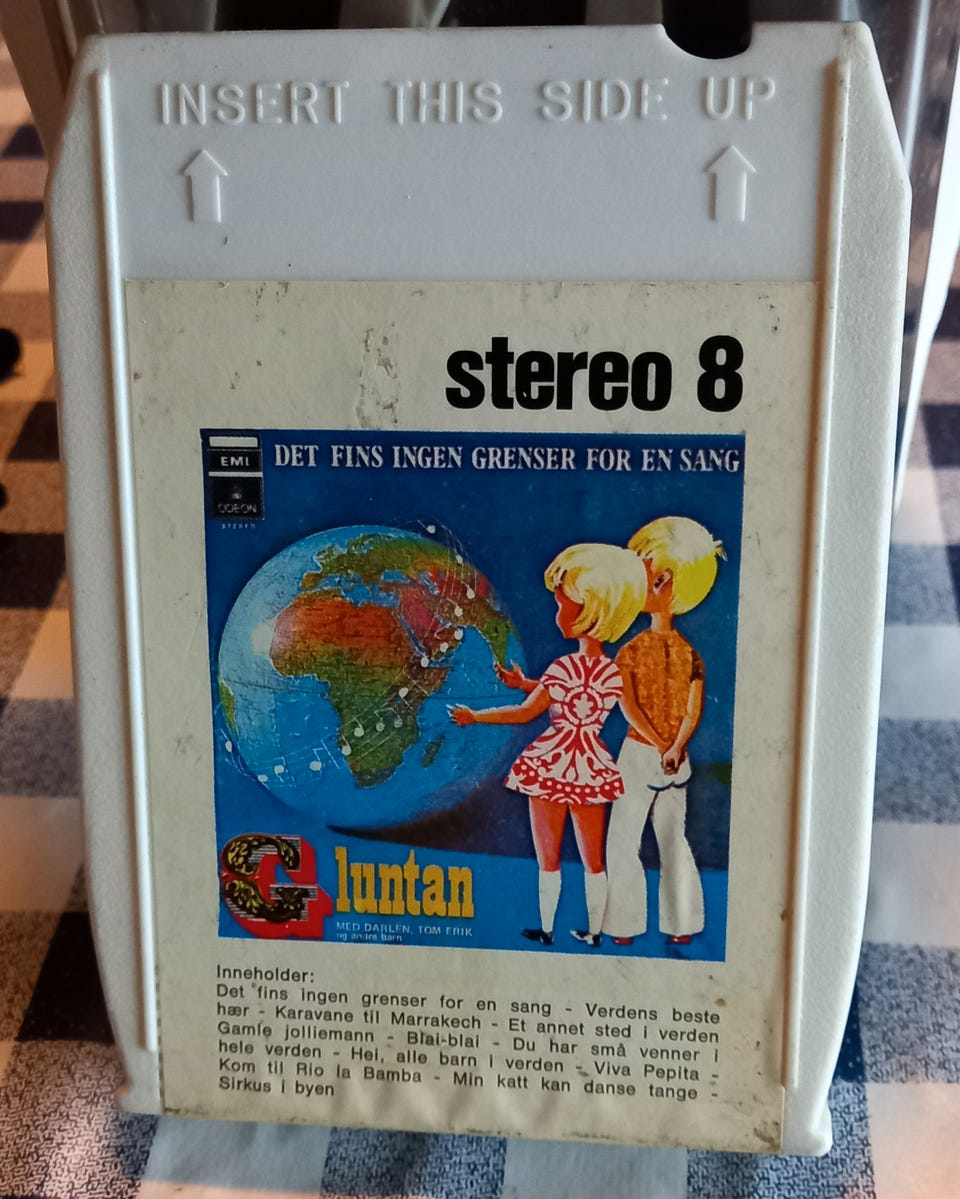 INSERT THIS SIDE UP
stereo 8
EMI
DET FINS INGEN GRENSER FOR EN SANG
ODEON
STEREO
Gluntan
MED DARLEN, TOM ERIK
og andre barn
Inneholder:
Det fins ingen grenser for en sang - Verdens beste
hær - Karavane til Marrakech - Et annet sted i verden
Gamle jolliemann - Blai-blai - Du har små venner i
hele verden - Hei, alle barn i verden - Viva Pepita -
Kom til Rio la Bamba - Min katt kan danse tange -
Sirkus i byen